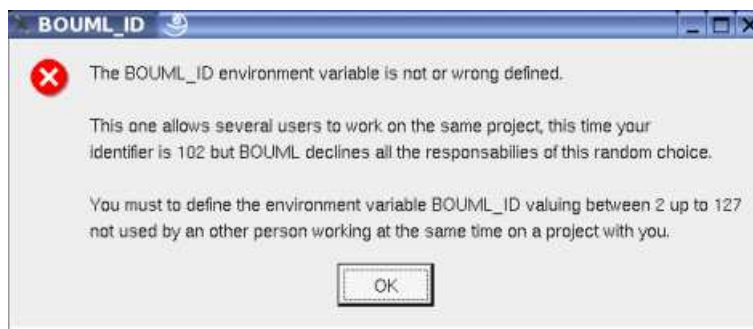 BOUML_ID
The BOUML_ID environment variable is not or wrong defined.
This one allows several users to work on the same project, this time your
identifier is 102 but BOUML declines all the responsabilies of this random choice.
You must to define the environment variable BOUML_ID valuing between 2 up to 127
not used by an other person working at the same time on a project with you.
OK